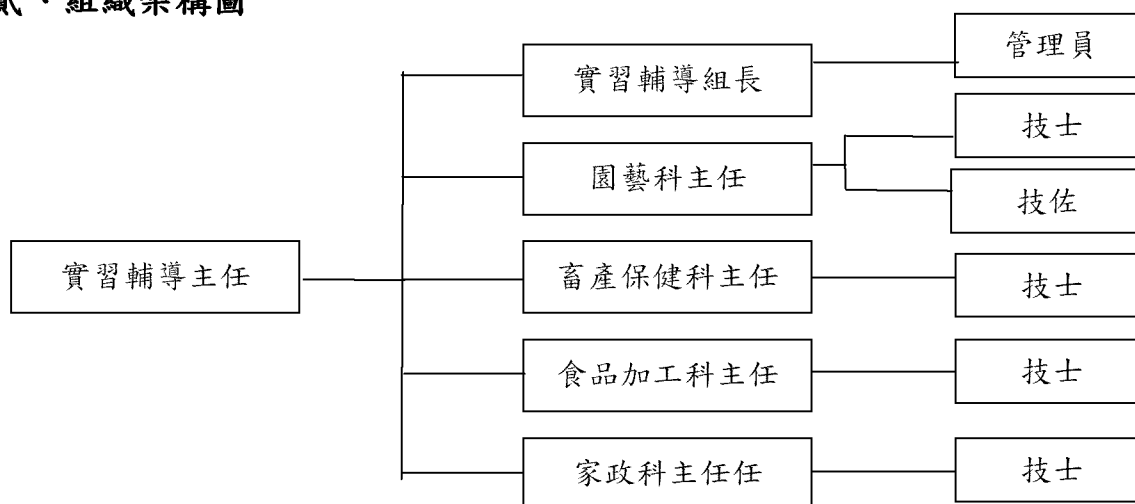 貳、組織架構圖
管理員
實習輔導組長
技士
園藝科主任
技佐
實習輔導主任
畜產保健科主任
技士
食品加工科主任
技士
家政科主任任
技士